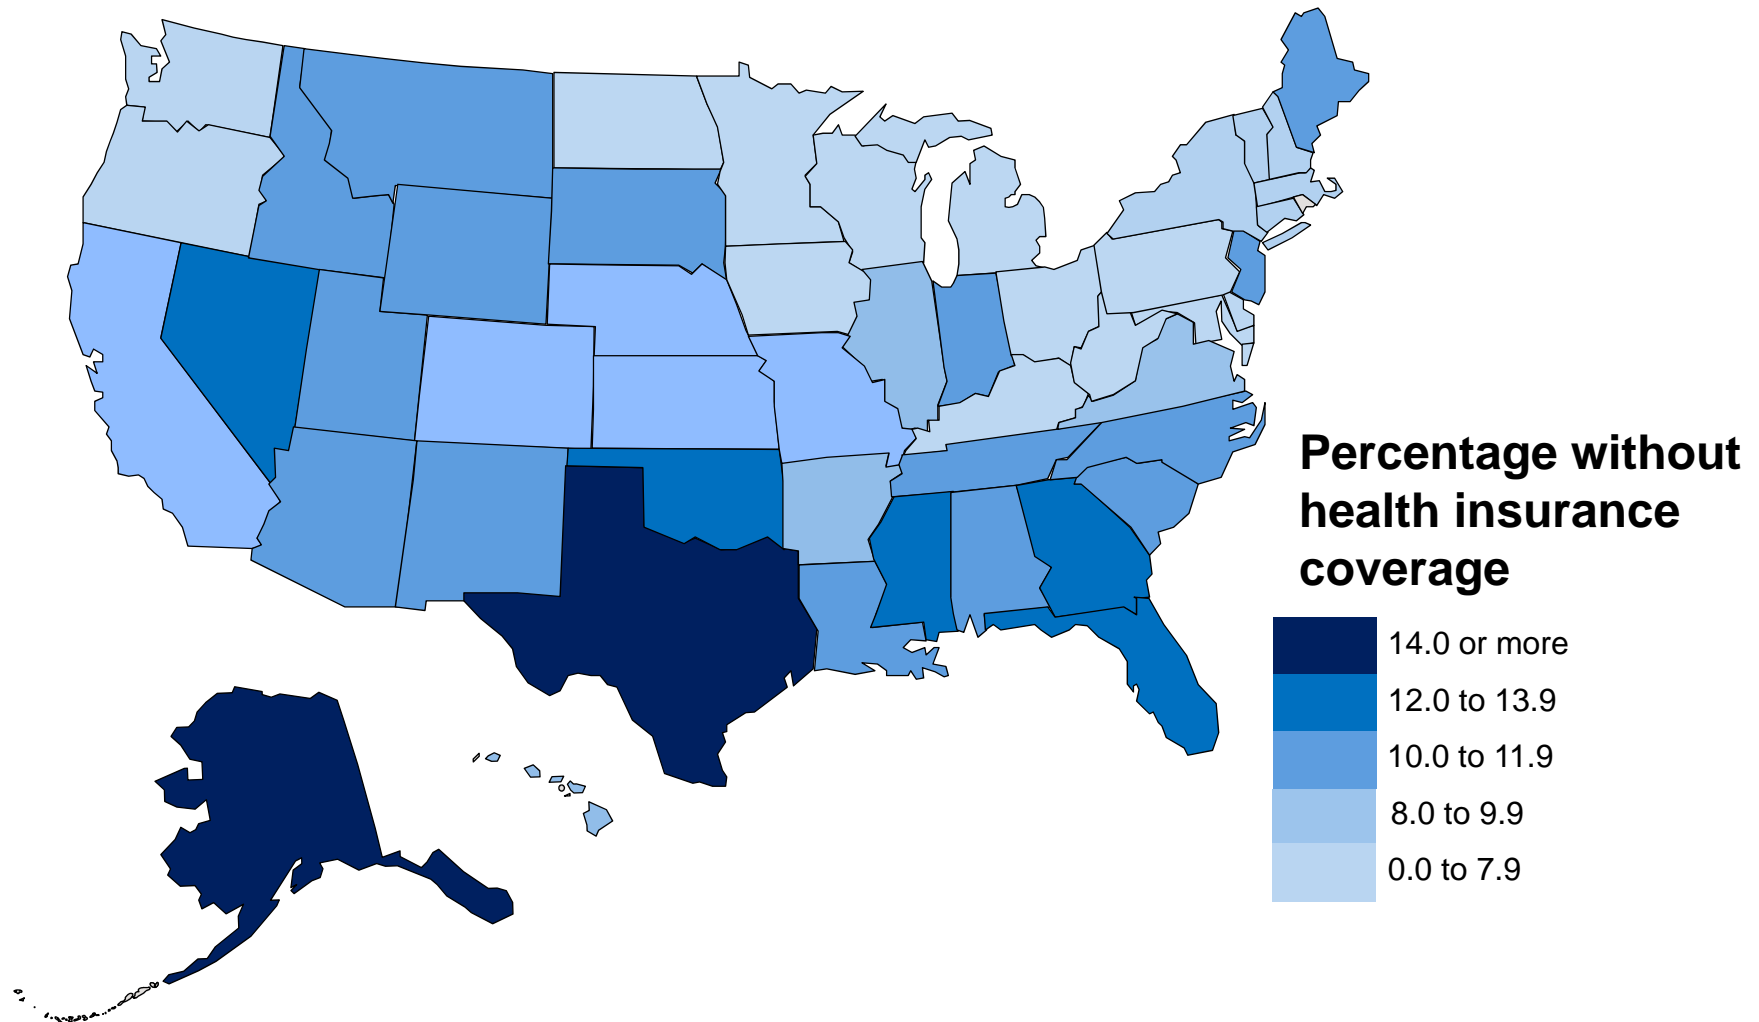 Percentage without
health insurance
coverage
14.0 or more
12.0 to 13.9
10.0 to 11.9
8.0 to 9.9
0.0 to 7.9